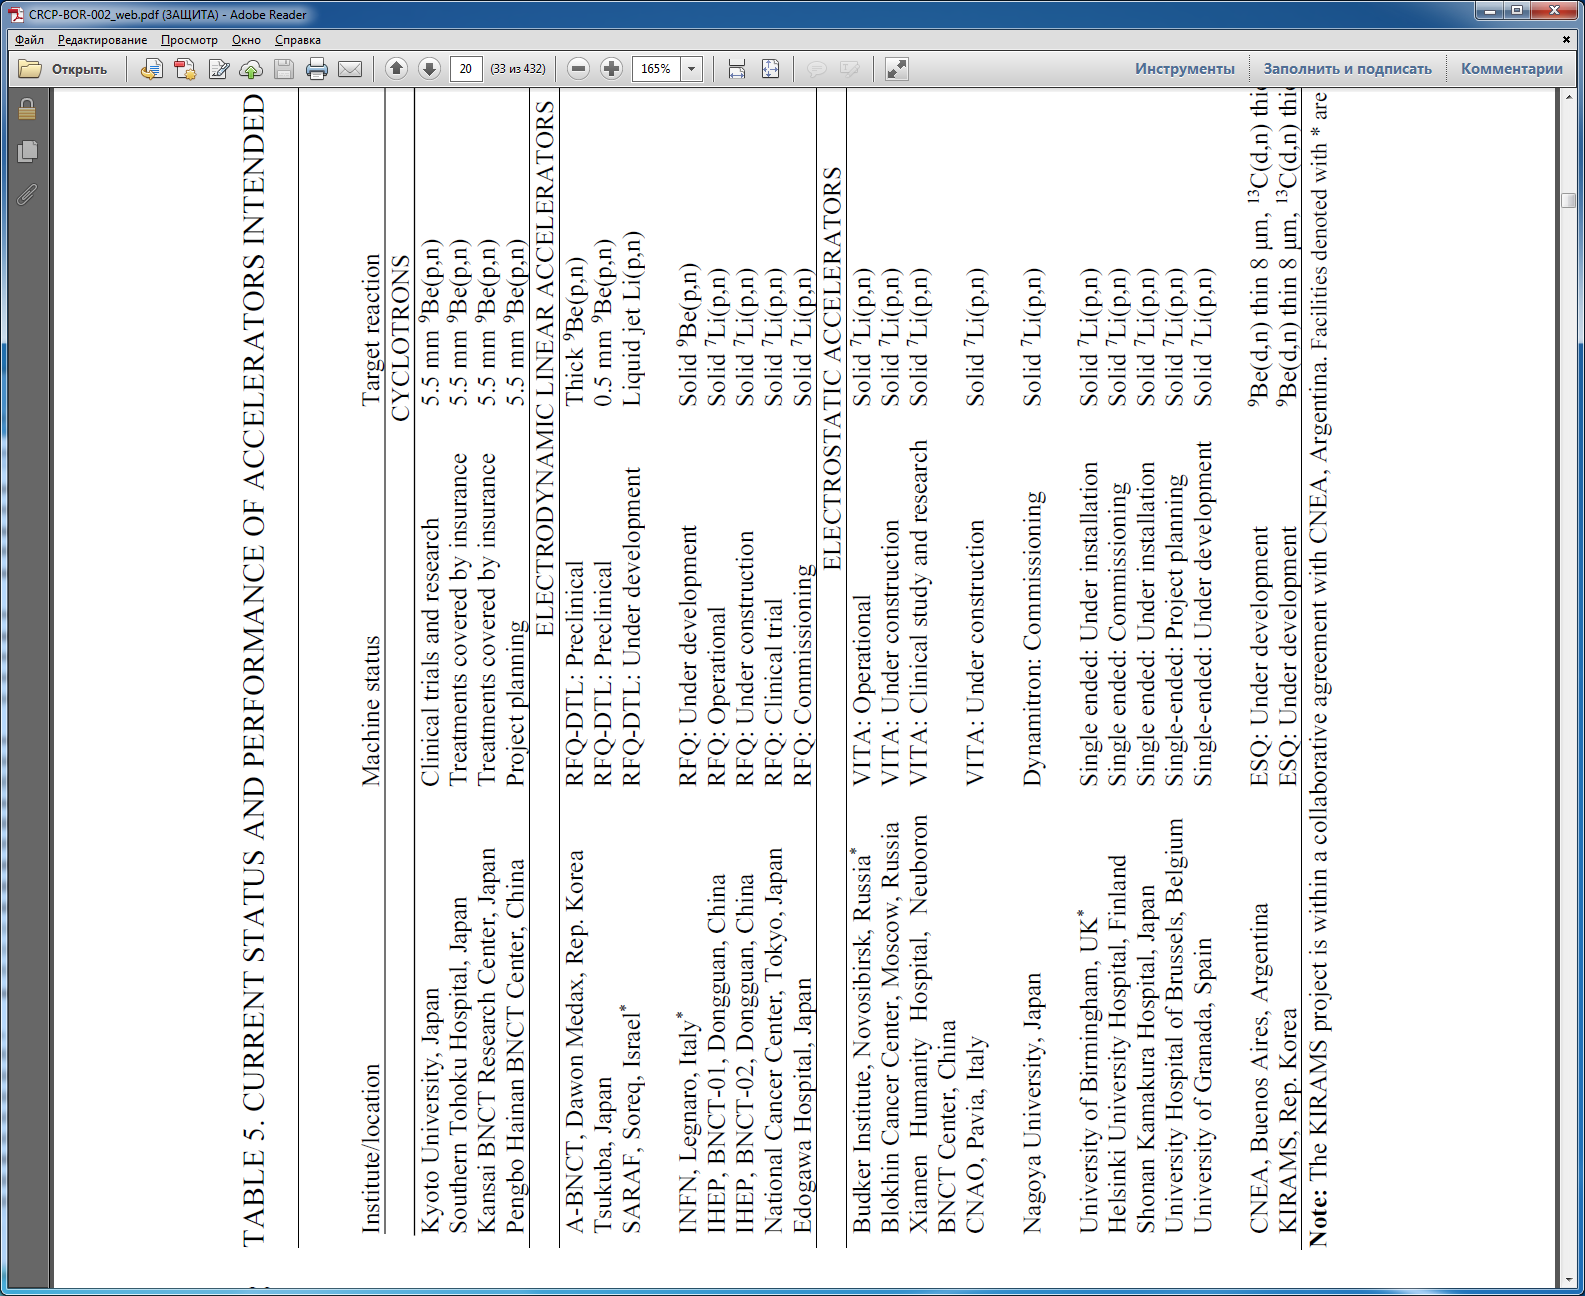 CRCP-BOR-002_web.pdf (ЗАЩИТА) - Adobe Reader
Файл Редактирование Просмотр Окно Справка
Открыть 20 (33 из 432) 165% Инструменты Заполнить и подписать Комментарии
TABLE 5. CURRENT STATUS AND PERFORMANCE OF ACCELERATORS INTENDED
Institute/location Machine status Target reaction
CYCLOTRONS
Kyoto University, Japan Clinical trials and research 5.5 mm ⁹Be(p,n)
Southern Tohoku Hospital, Japan Treatments covered by insurance 5.5 mm ⁹Be(p,n)
Kansai BNCT Research Center, Japan Treatments covered by insurance 5.5 mm ⁹Be(p,n)
Pengbo Hainan BNCT Center, China Project planning 5.5 mm ⁹Be(p,n)
ELECTRODYNAMIC LINEAR ACCELERATORS
A-BNCT, Dawon Medax, Rep. Korea RFQ-DTL: Preclinical Thick ⁹Be(p,n)
Tsukuba, Japan RFQ-DTL: Preclinical 0.5 mm ⁹Be(p,n)
SARAF, Soreq, Israel* RFQ-DTL: Under development Liquid jet Li(p,n)
INFN, Legnaro, Italy* RFQ: Under development Solid ⁹Be(p,n)
IHEP, BNCT-01, Dongguan, China RFQ: Operational Solid ⁷Li(p,n)
IHEP, BNCT-02, Dongguan, China RFQ: Under construction Solid ⁷Li(p,n)
National Cancer Center, Tokyo, Japan RFQ: Clinical trial Solid ⁷Li(p,n)
Edogawa Hospital, Japan RFQ: Commissioning Solid ⁷Li(p,n)
ELECTROSTATIC ACCELERATORS
Budker Institute, Novosibirsk, Russia* VITA: Operational Solid ⁷Li(p,n)
Blokhin Cancer Center, Moscow, Russia VITA: Under construction Solid ⁷Li(p,n)
Xiamen Humanity Hospital, Neuboron VITA: Clinical study and research Solid ⁷Li(p,n)
BNCT Center, China
CNAO, Pavia, Italy VITA: Under construction Solid ⁷Li(p,n)
Nagoya University, Japan Dynamitron: Commissioning Solid ⁷Li(p,n)
University of Birmingham, UK* Single ended: Under installation Solid ⁷Li(p,n)
Helsinki University Hospital, Finland Single ended: Commissioning Solid ⁷Li(p,n)
Shonan Kamakura Hospital, Japan Single ended: Under installation Solid ⁷Li(p,n)
University Hospital of Brussels, Belgium Single-ended: Project planning Solid ⁷Li(p,n)
University of Granada, Spain Single-ended: Under development Solid ⁷Li(p,n)
CNEA, Buenos Aires, Argentina ESQ: Under development ⁹Be(d,n) thin 8 μm, ¹³C(d,n) thic
KIRAMS, Rep. Korea ESQ: Under development ⁹Be(d,n) thin 8 μm, ¹³C(d,n) thic
Note: The KIRAMS project is within a collaborative agreement with CNEA, Argentina. Facilities denoted with * are